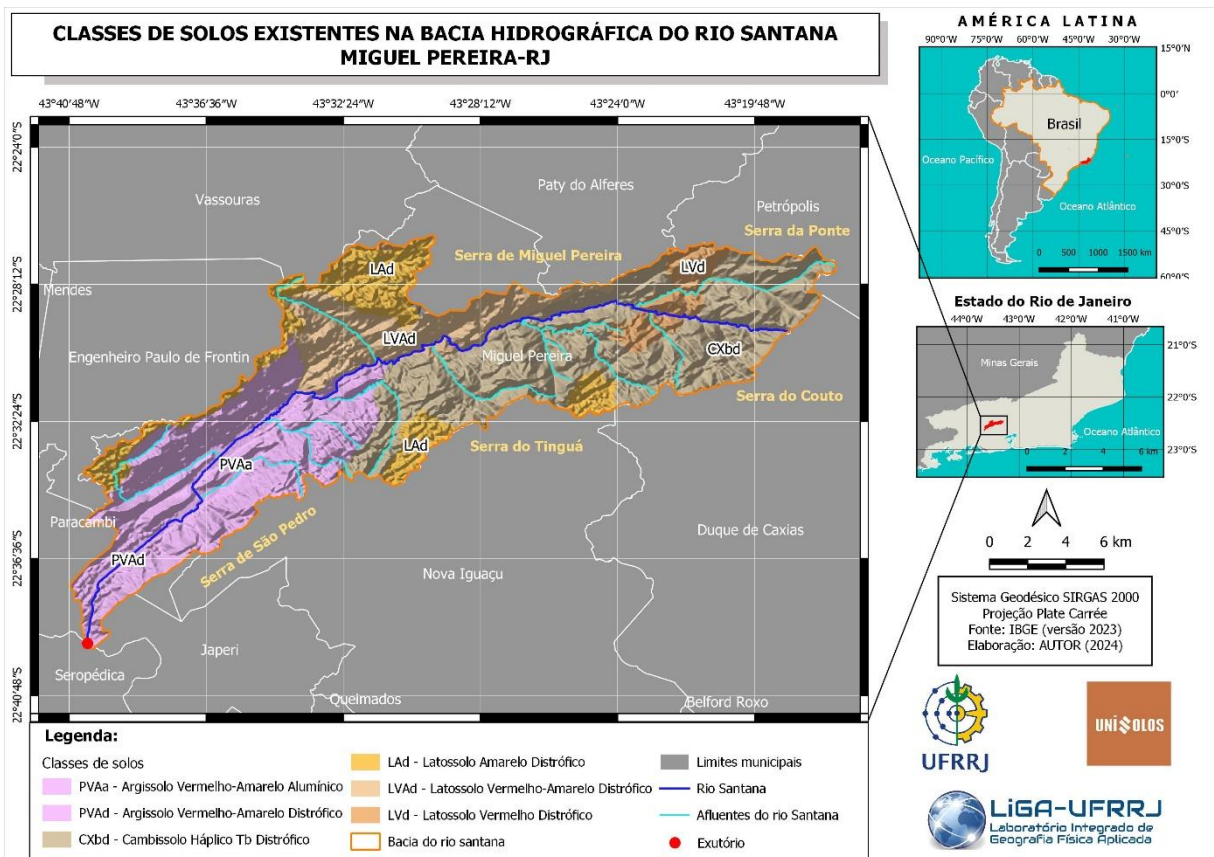 CLASSES DE SOLOS EXISTENTES NA BACIA HIDROGRÁFICA DO RIO SANTANA
MIGUEL PEREIRA-RJ
43°40'48"W 43°36'36"W 43°32'24"W 43°28'12"W 43°24'0"W 43°19'48"W
22°24'0"S
22°28'12"S
22°32'24"S
22°36'36"S
22°40'48"S
Vassouras
Paty do Alferes
Petrópolis
Serra da Ponte
Serra de Miguel Pereira
LAd
LVd
Mendes
LVAd
Engenheiro Paulo de Frontin
Miguel Pereira
CXbd
Serra do Couto
LAd
Serra do Tinguá
PVAa
Paracambi
Duque de Caxias
PVAd
Serra de São Pedro
Nova Iguaçu
Japeri
Seropédica
Queimados
Belford Roxo
AMÉRICA LATINA
90°0'W 75°0'W 60°0'W 45°0'W 30°0'W
15°0'N
0°0'
15°0'S
30°0'S
45°0'S
60°0'S
Brasil
Oceano Pacífico
Oceano Atlântico
0 500 1000 1500 km
Estado do Rio de Janeiro
44°0'W 43°0'W 42°0'W 41°0'W
21°0'S
22°0'S
23°0'S
Minas Gerais
Oceano Atlântico
0 2 4 6 km
0 2 4 6 km
Sistema Geodésico SIRGAS 2000
Projeção Plate Carrée
Fonte: IBGE (versão 2023)
Elaboração: AUTOR (2024)
UFRRJ
UNISOLOS
LiGA-UFRRJ
Laboratório Integrado de
Geografia Física Aplicada
Legenda:
Classes de solos
PVAa - Argissolo Vermelho-Amarelo Alumínico
PVAd - Argissolo Vermelho-Amarelo Distrófico
CXbd - Cambissolo Háplico Tb Distrófico
LAd - Latossolo Amarelo Distrófico
LVAd - Latossolo Vermelho-Amarelo Distrófico
LVd - Latossolo Vermelho Distrófico
Bacia do rio santana
Limites municipais
Rio Santana
Afluentes do rio Santana
Exutório